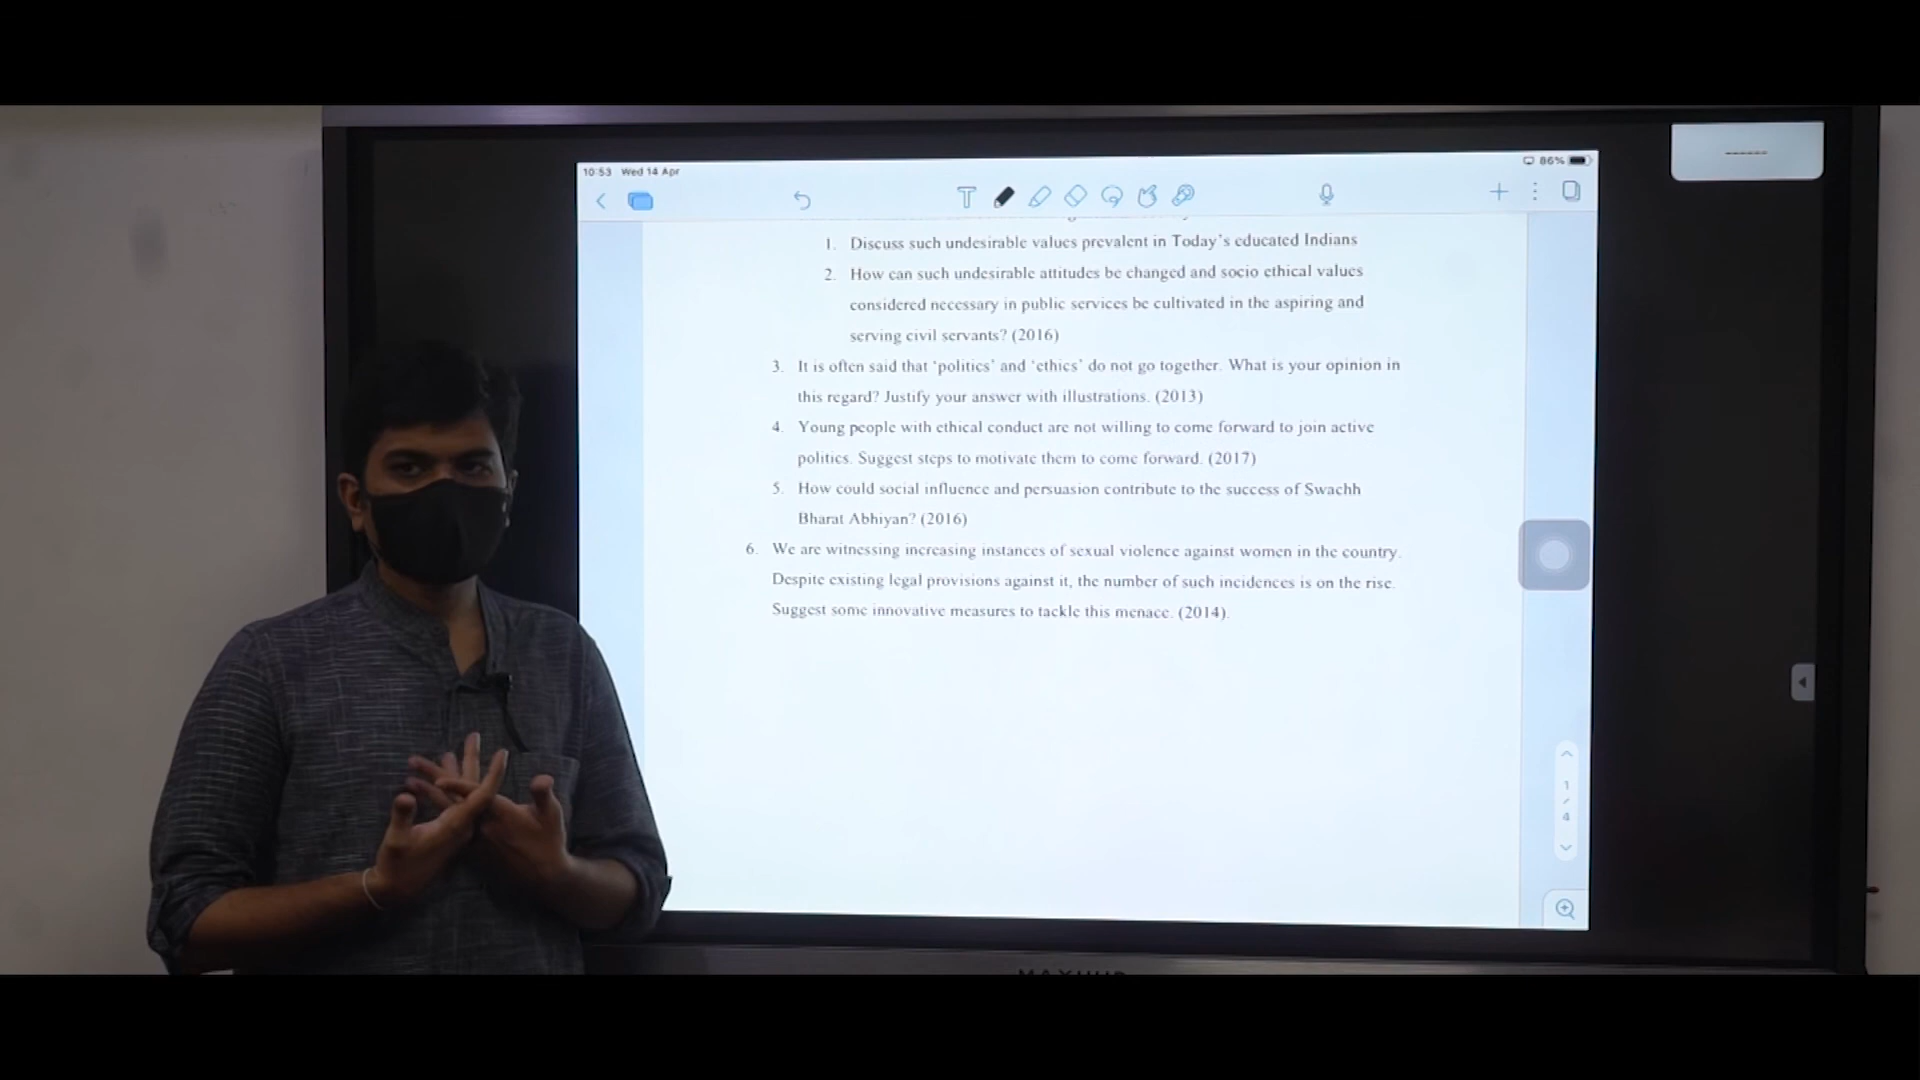 10:53 Wed 14 Apr
86%
1. Discuss such undesirable values prevalent in Today's educated Indians
2. How can such undesirable attitudes be changed and socio ethical values
considered necessary in public services be cultivated in the aspiring and
serving civil servants? (2016)
3. It is often said that 'politics' and 'ethics' do not go together. What is your opinion in
this regard? Justify your answer with illustrations. (2013)
4. Young people with ethical conduct are not willing to come forward to join active
politics. Suggest steps to motivate them to come forward. (2017)
5. How could social influence and persuasion contribute to the success of Swachh
Bharat Abhiyan? (2016)
6. We are witnessing increasing instances of sexual violence against women in the country.
Despite existing legal provisions against it, the number of such incidences is on the rise.
Suggest some innovative measures to tackle this menace. (2014).
1
/
4